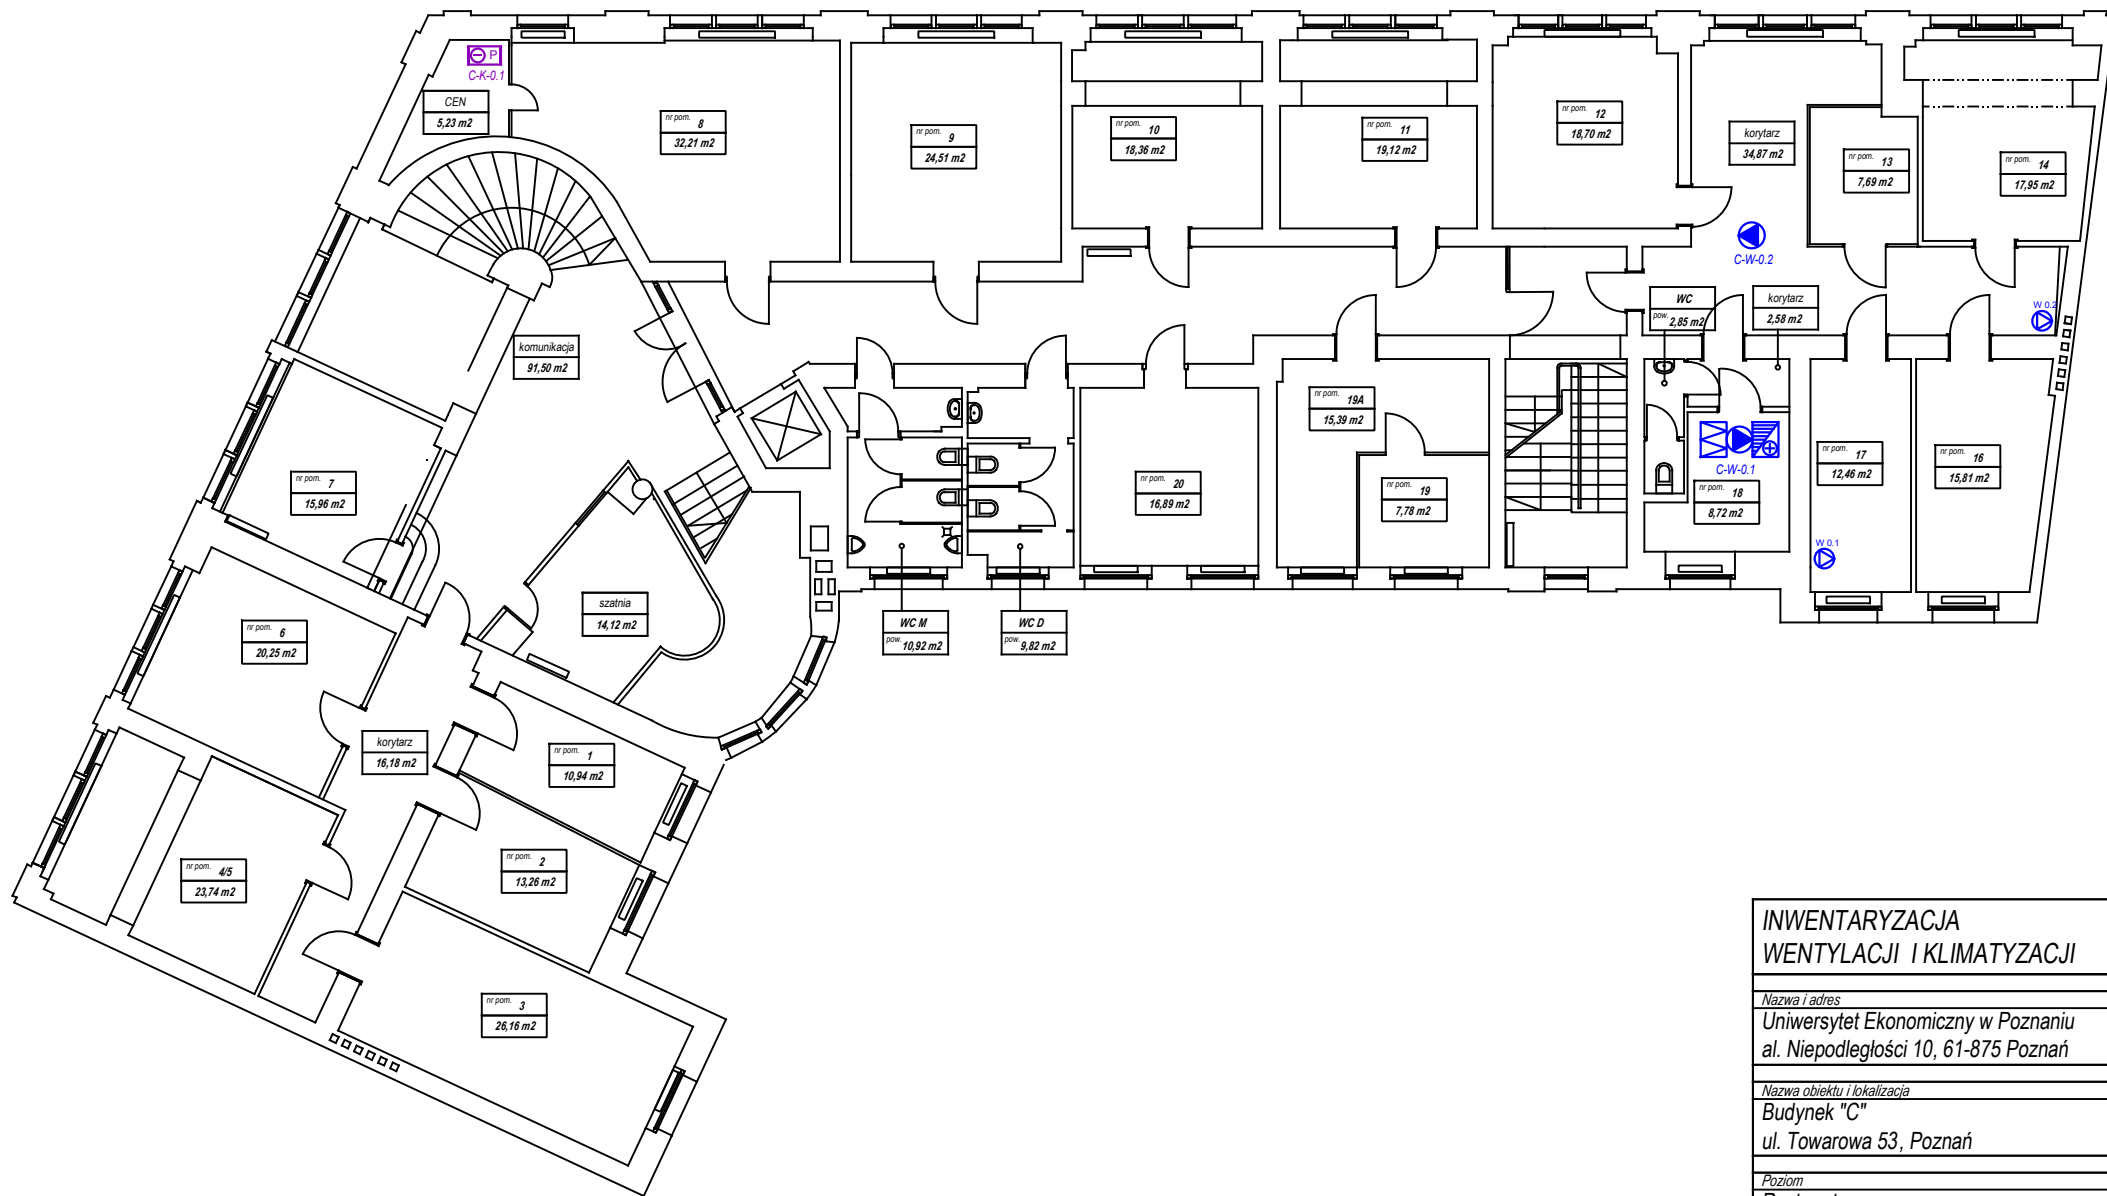 P
C-K-0.1
CEN
5,23 m2
nr pom. 8
32,21 m2
nr pom. 9
24,51 m2
nr pom. 10
18,36 m2
nr pom. 11
19,12 m2
nr pom. 12
18,70 m2
korytarz
34,87 m2
nr pom. 13
7,69 m2
nr pom. 14
17,95 m2
C-W-0.2
WC
pow. 2,85 m2
korytarz
2,58 m2
W 0.2
komunikacja
91,50 m2
nr pom. 19A
15,39 m2
nr pom. 7
15,96 m2
nr pom. 20
16,89 m2
nr pom. 19
7,78 m2
C-W-0.1
nr pom. 18
8,72 m2
nr pom. 17
12,46 m2
nr pom. 16
15,81 m2
W 0.1
szatnia
14,12 m2
nr pom. 6
20,25 m2
WC M
pow. 10,92 m2
WC D
pow. 9,82 m2
korytarz
16,18 m2
nr pom. 1
10,94 m2
nr pom. 2
13,26 m2
nr pom. 4/5
23,74 m2
nr pom. 3
26,16 m2
INWENTARYZACJA
WENTYLACJI I KLIMATYZACJI
Nazwa i adres
Uniwersytet Ekonomiczny w Poznaniu
al. Niepodległości 10, 61-875 Poznań
Nazwa obiektu i lokalizacja
Budynek "C"
ul. Towarowa 53, Poznań
Poziom